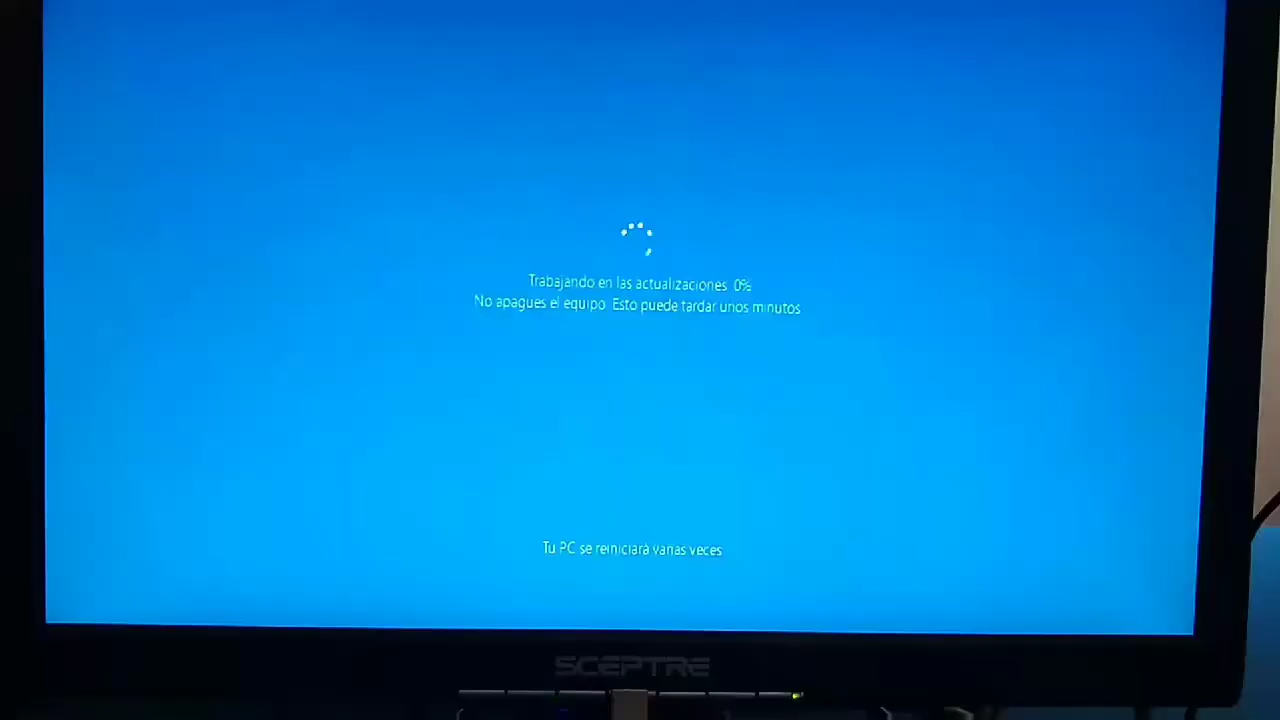 Trabajando en las actualizaciones 0%
No apagues el equipo. Esto puede tardar unos minutos
Tu PC se reiniciará varias veces
SCEPTRE